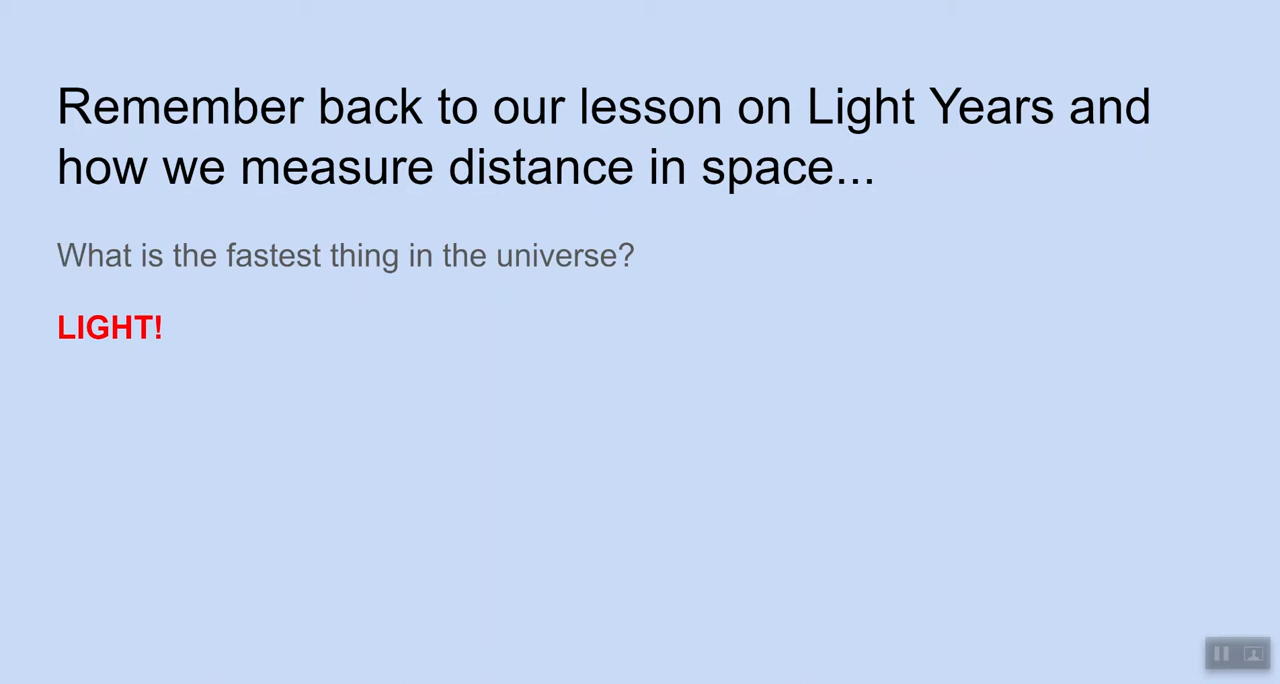 Remember back to our lesson on Light Years and
how we measure distance in space...
What is the fastest thing in the universe?
LIGHT!